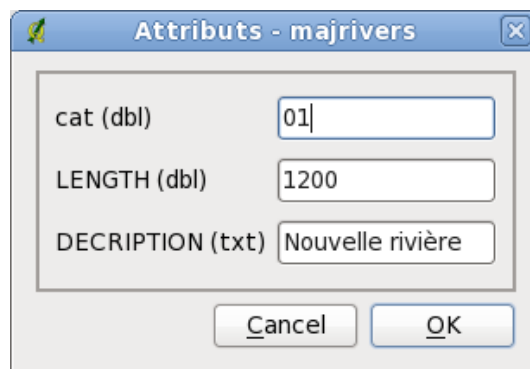 Attributs - majrivers
cat (dbl) 01
LENGTH (dbl) 1200
DECRIPTION (txt) Nouvelle rivière
Cancel OK